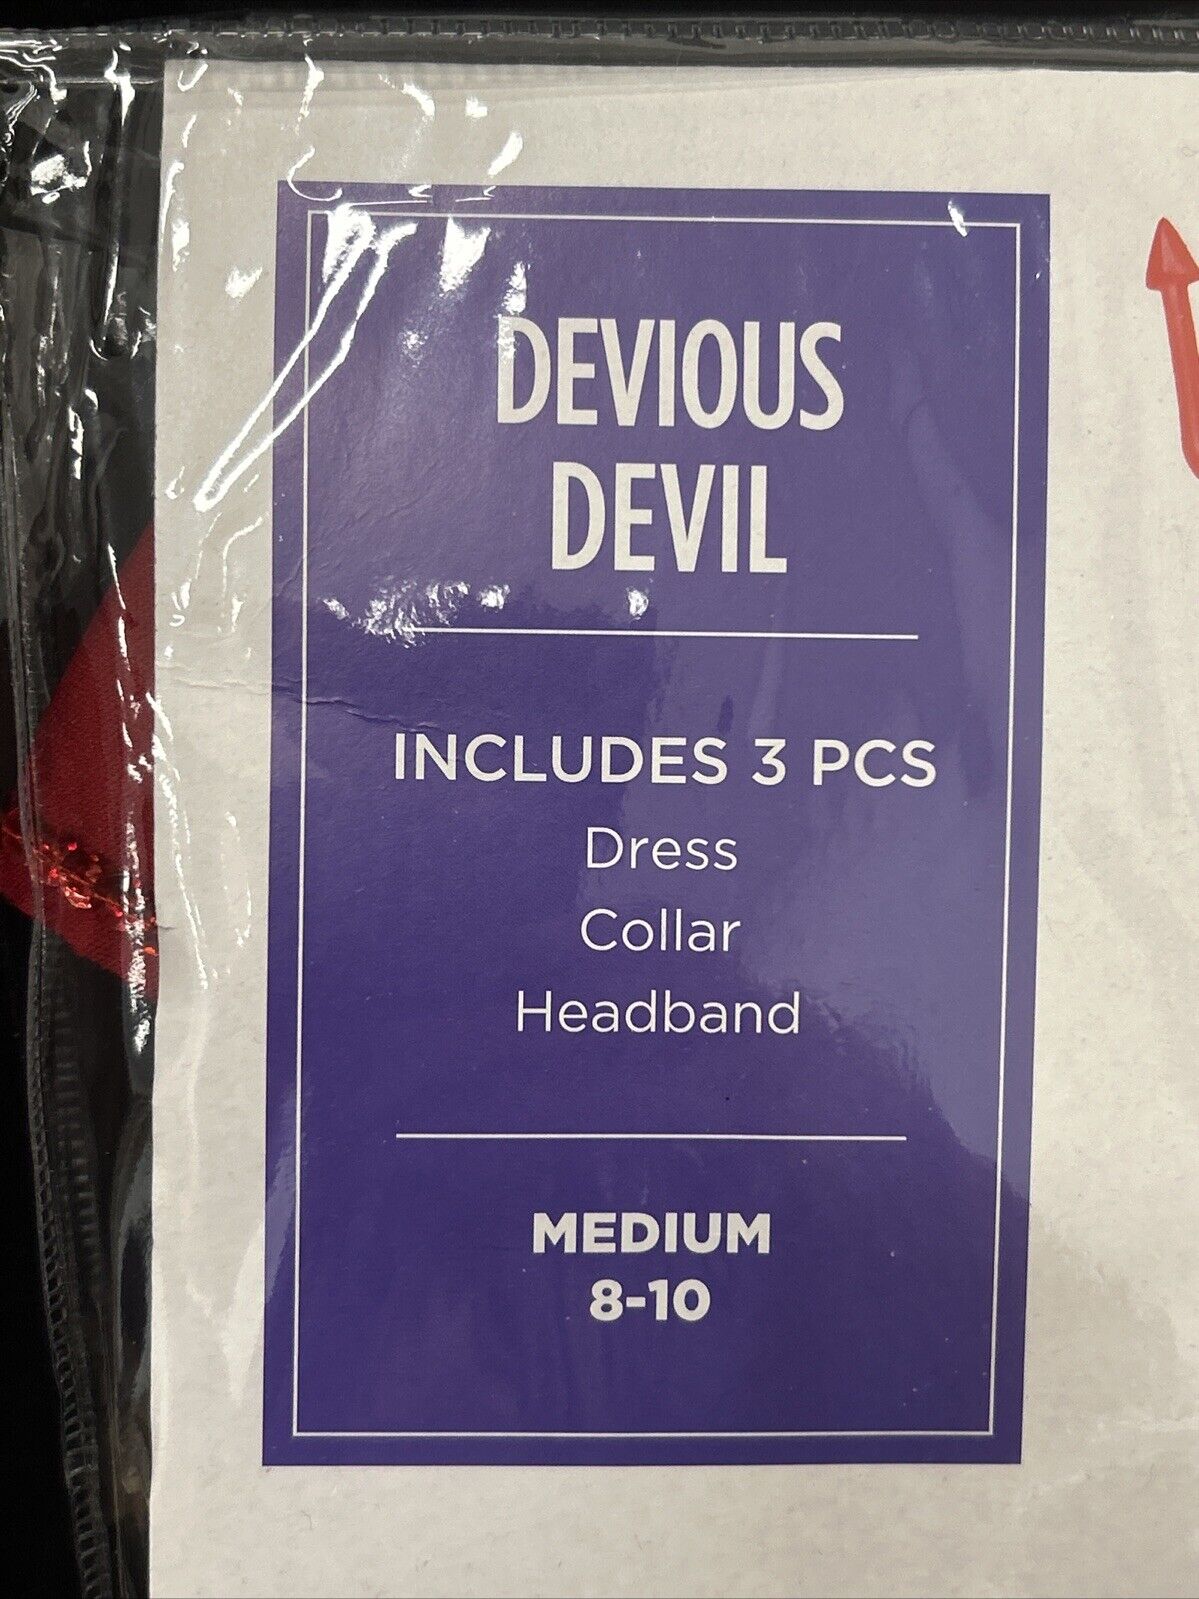 DEVIOUS
DEVIL
INCLUDES 3 PCS
Dress
Collar
Headband
MEDIUM
8-10